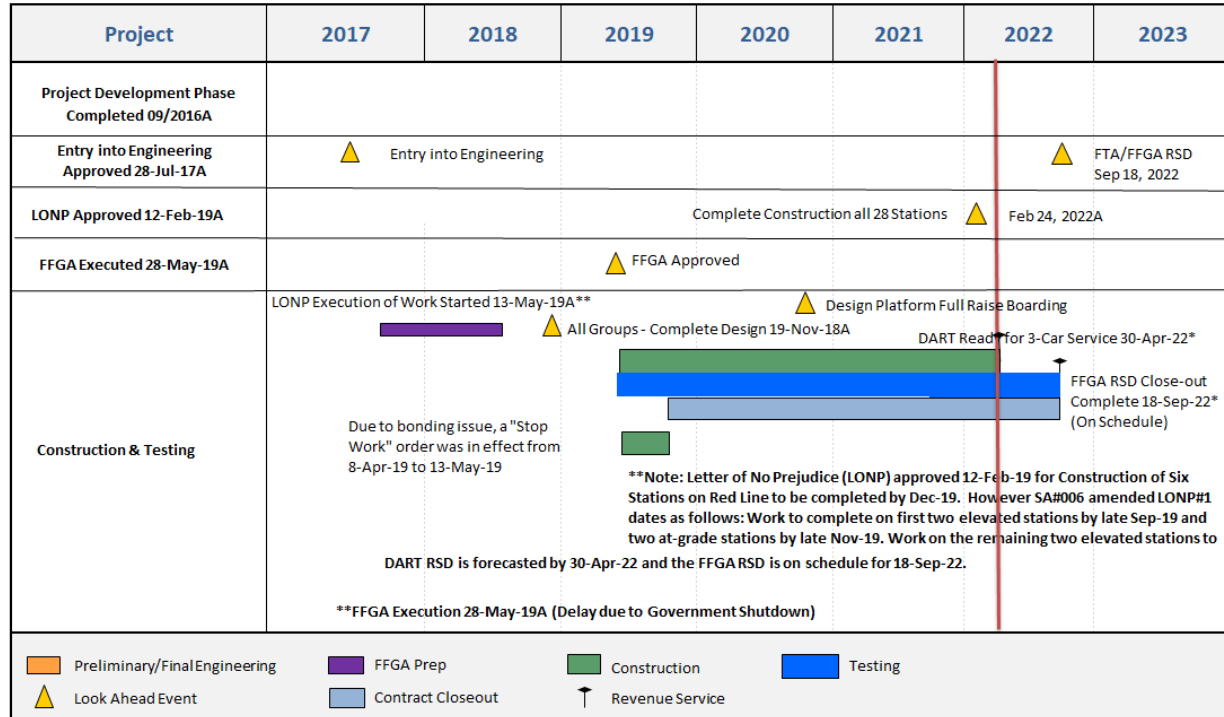 Project 2017 2018 2019 2020 2021 2022 2023
Project Development Phase
Completed 09/2016A
Entry into Engineering
Approved 28-Jul-17A
Entry into Engineering
FTA/FFGA RSD
Sep 18, 2022
LONP Approved 12-Feb-19A
Complete Construction all 28 Stations
Feb 24, 2022A
FFGA Executed 28-May-19A
FFGA Approved
Construction & Testing
LONP Execution of Work Started 13-May-19A**
Design Platform Full Raise Boarding
All Groups - Complete Design 19-Nov-18A
DART Ready for 3-Car Service 30-Apr-22*
FFGA RSD Close-out
Complete 18-Sep-22*
(On Schedule)
Due to bonding issue, a "Stop
Work" order was in effect from
8-Apr-19 to 13-May-19
**Note: Letter of No Prejudice (LONP) approved 12-Feb-19 for Construction of Six
Stations on Red Line to be completed by Dec-19. However SA#006 amended LONP#1
dates as follows: Work to complete on first two elevated stations by late Sep-19 and
two at-grade stations by late Nov-19. Work on the remaining two elevated stations to
DART RSD is forecasted by 30-Apr-22 and the FFGA RSD is on schedule for 18-Sep-22.
**FFGA Execution 28-May-19A (Delay due to Government Shutdown)
Preliminary/Final Engineering
FFGA Prep
Construction
Testing
Look Ahead Event
Contract Closeout
Revenue Service